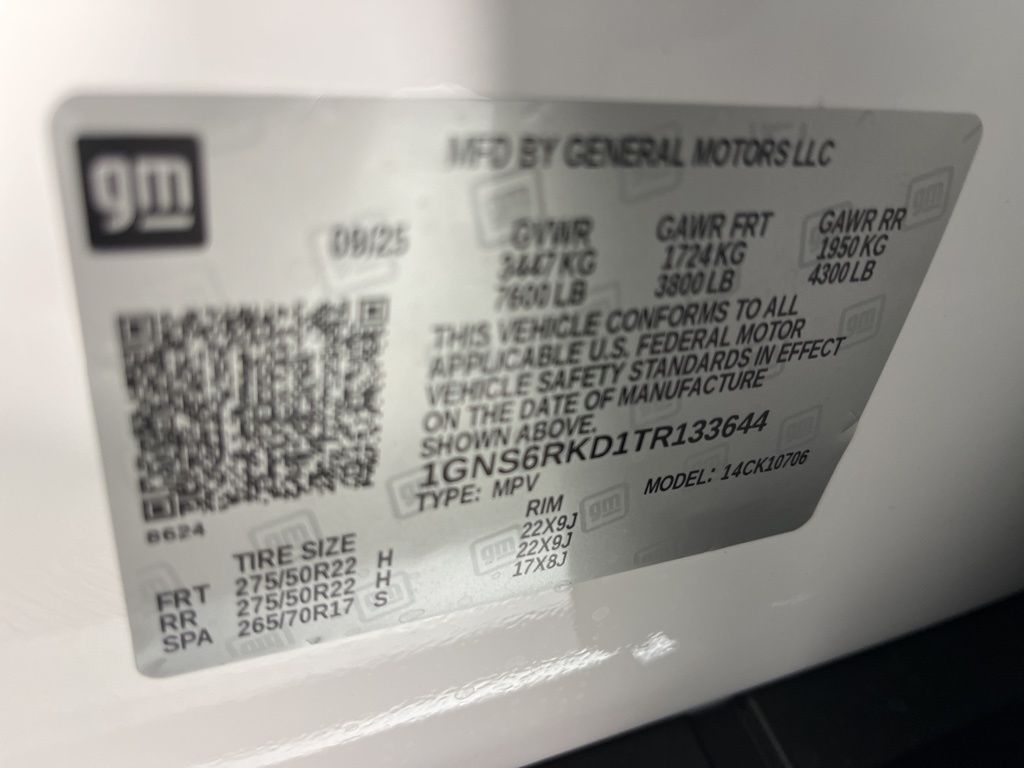 gm
MFD BY GENERAL MOTORS LLC
09/25
GVWR GAWR FRT GAWR RR
3447 KG 1724 KG 1950 KG
7600 LB 3800 LB 4300 LB
THIS VEHICLE CONFORMS TO ALL
APPLICABLE U.S. FEDERAL MOTOR
VEHICLE SAFETY STANDARDS IN EFFECT
ON THE DATE OF MANUFACTURE
SHOWN ABOVE.
1GNS6RKD1TR133644
TYPE: MPV MODEL: 14CK10706
8624
TIRE SIZE RIM
FRT 275/50R22 H 22X9J
RR 275/50R22 H 22X9J
SPA 265/70R17 S 17X8J